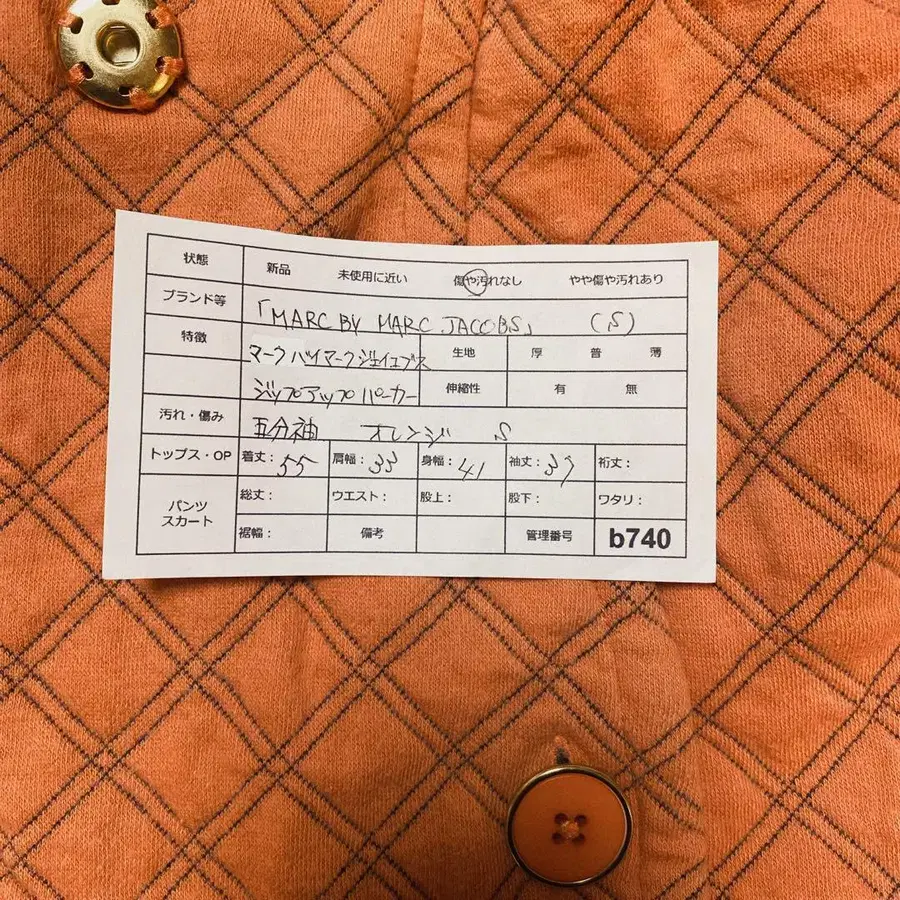 状態 新品 未使用に近い 傷や汚れなし やや傷や汚れあり
ブランド等 「MARC BY MARC JACOBS」 (S)
特徴 マークバイマークジェイコブス 生地 厚 普 薄
ジップアップパーカー 伸縮性 有 無
汚れ・傷み 五分袖 オレンジ S
トップス・OP 着丈:55 肩幅:33 身幅:41 袖丈:37 裄丈:
パンツ スカート 総丈: ウエスト: 股上: 股下: ワタリ:
裾幅: 備考 管理番号 b740